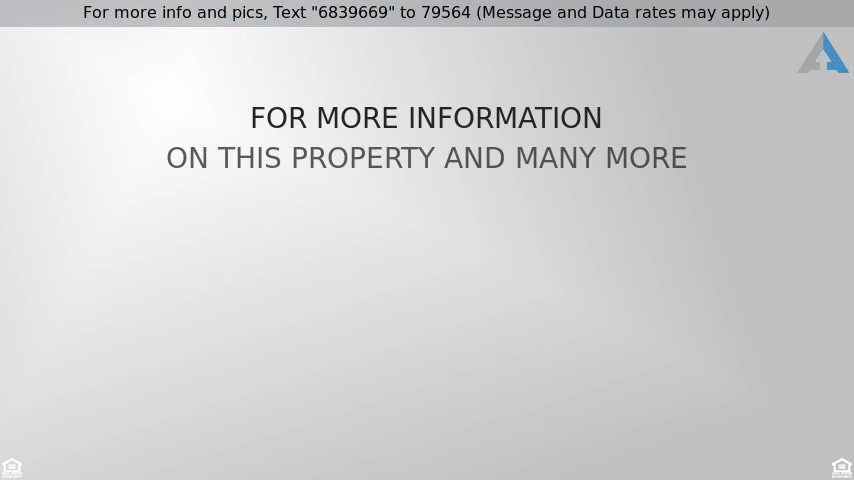 For more info and pics, Text "6839669" to 79564 (Message and Data rates may apply)
FOR MORE INFORMATION
ON THIS PROPERTY AND MANY MORE